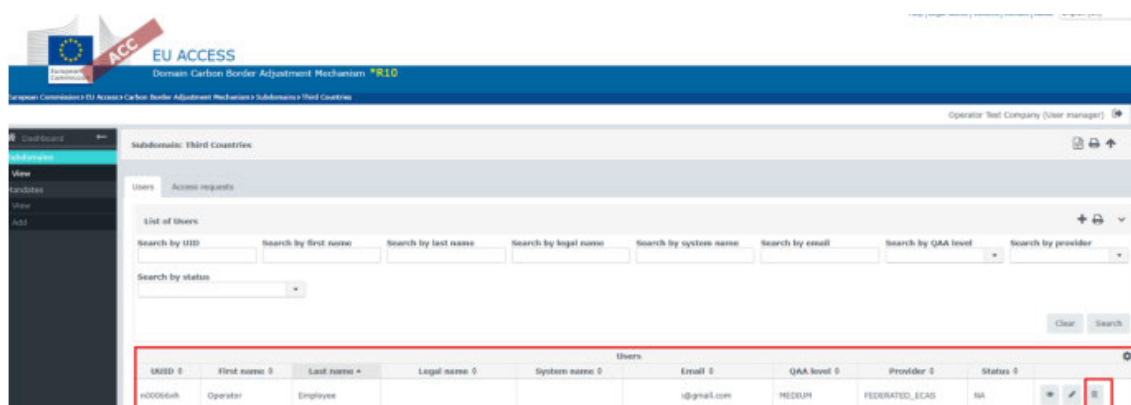 ACC
EU ACCESS
European Commission
Domain Carbon Border Adjustment Mechanism *R10
European Commission > EU Access > Carbon Border Adjustment Mechanism > Subdomains > Third Countries
Operator Test Company (User manager)
Dashboard
Subdomains
View
Mandates
View
Add
Subdomain: Third Countries
Users Access requests
List of Users
Search by UID Search by first name Search by last name Search by legal name Search by system name Search by email Search by QAA level Search by provider
Search by status
Clear Search
Users
UUID First name Last name Legal name System name Email QAA level Provider Status
Operator Employee @gmail.com MEDIUM FEDERATED_ECAS NA